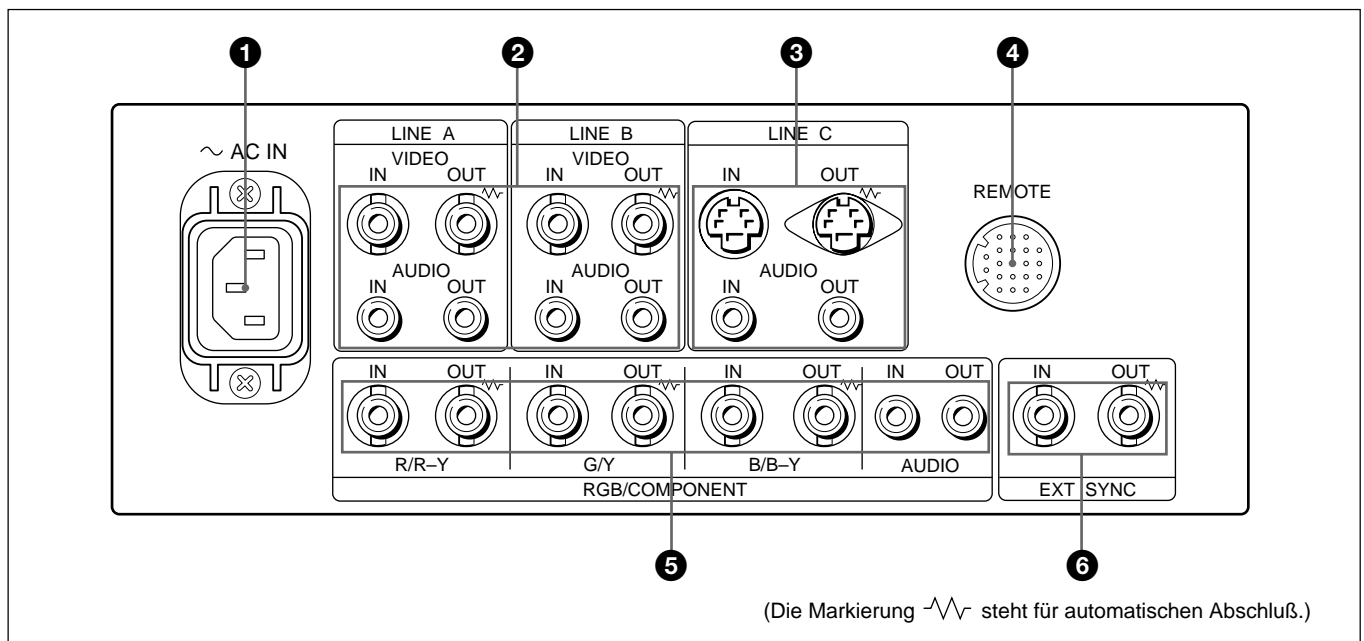 1 2 3 4
LINE A LINE B LINE C
∼ AC IN
VIDEO VIDEO
IN OUT IN OUT IN OUT
REMOTE
AUDIO AUDIO AUDIO
IN OUT IN OUT IN OUT
IN OUT IN OUT IN OUT IN OUT IN OUT
R/R–Y G/Y B/B–Y AUDIO
RGB/COMPONENT EXT SYNC
5 6
(Die Markierung steht für automatischen Abschluß.)